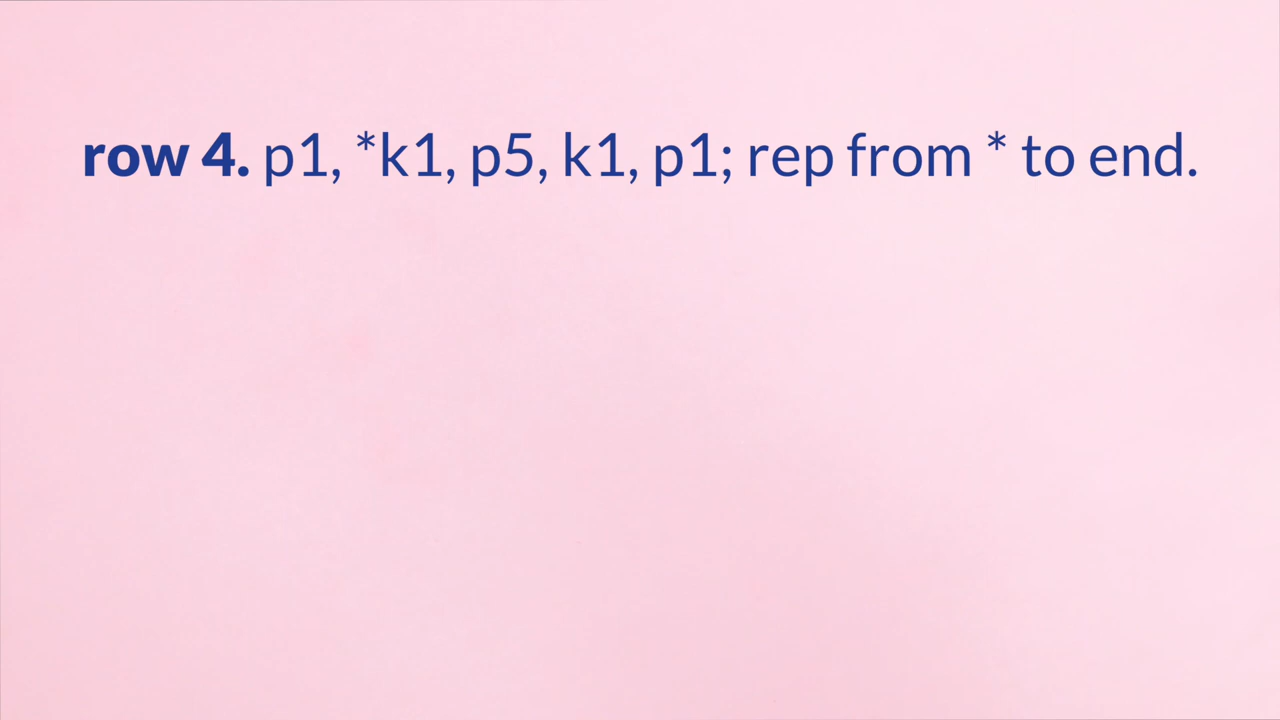 row 4. p1, *k1, p5, k1, p1; rep from * to end.